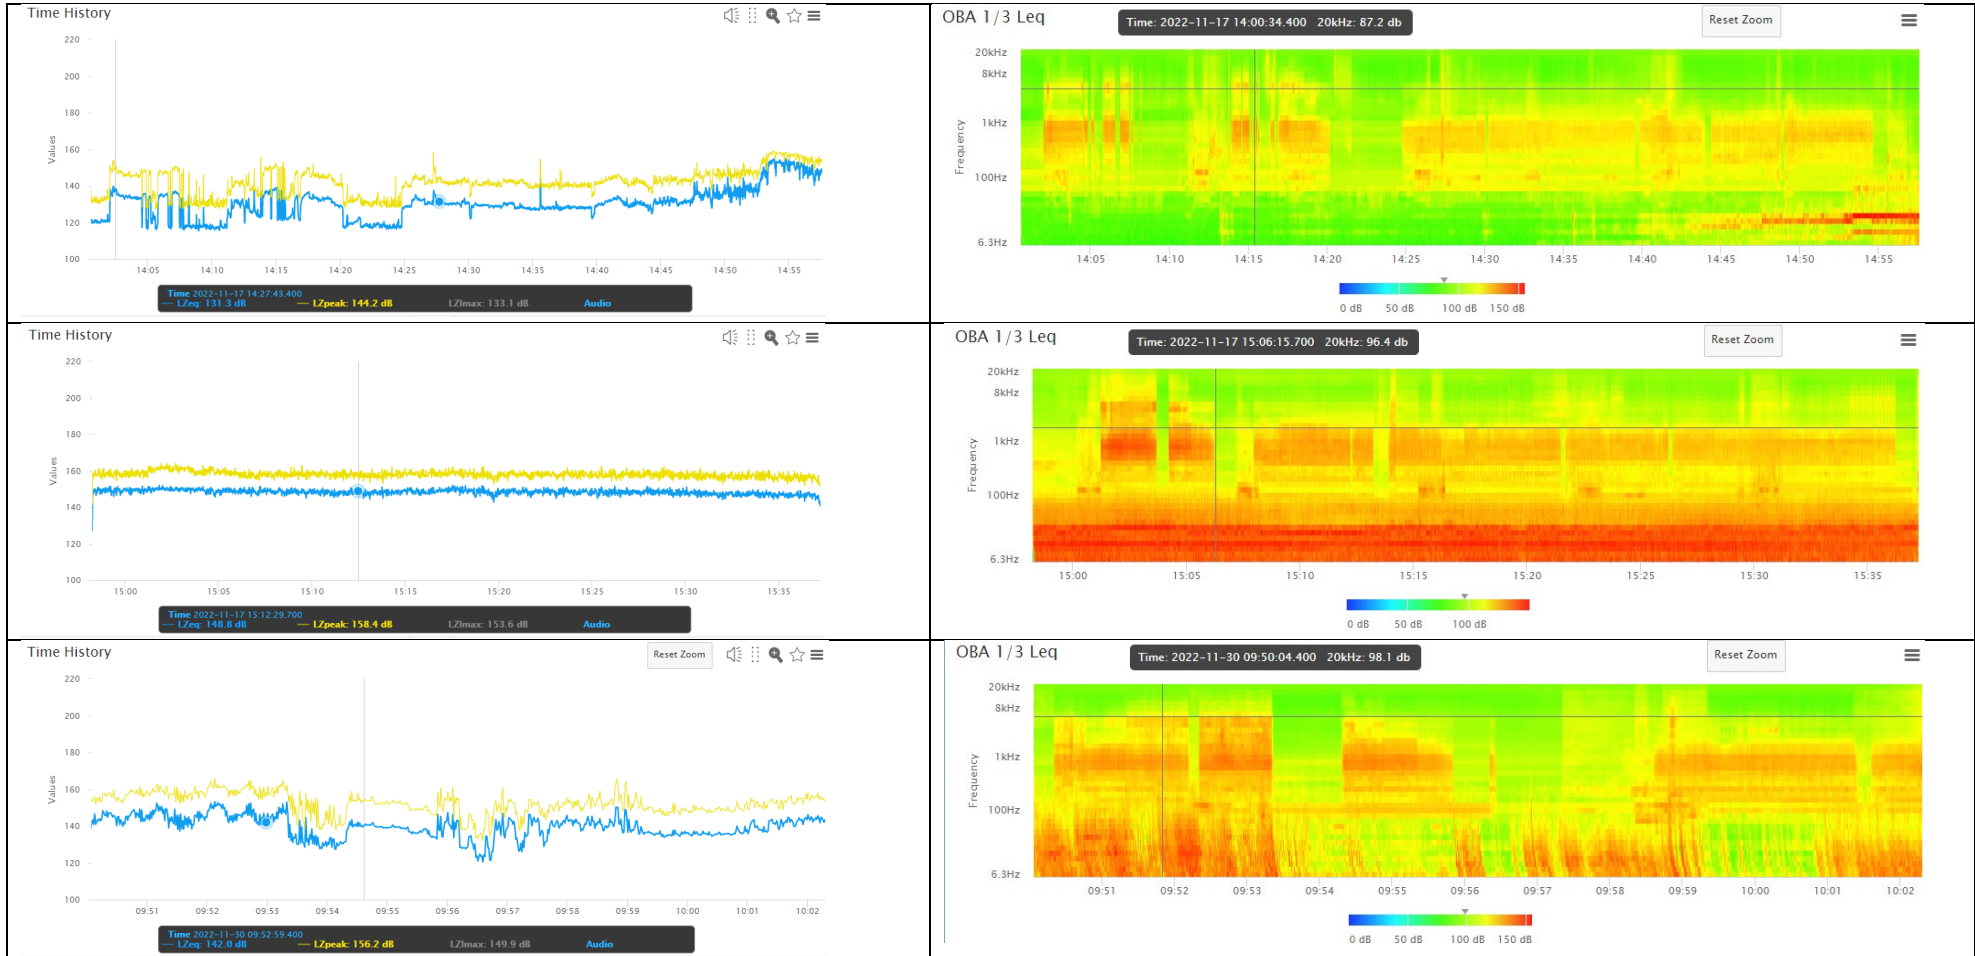 Time History
220
200
180
160
140
120
100
Values
14:05 14:10 14:15 14:20 14:25 14:30 14:35 14:40 14:45 14:50 14:55
Time 2022-11-17 14:27:43.400
LZeq: 131.3 dB LZpeak: 144.2 dB LZImax: 133.1 dB Audio
OBA 1/3 Leq
Time: 2022-11-17 14:00:34.400 20kHz: 87.2 db
Reset Zoom
20kHz
8kHz
1kHz
100Hz
6.3Hz
Frequency
14:05 14:10 14:15 14:20 14:25 14:30 14:35 14:40 14:45 14:50 14:55
0 dB 50 dB 100 dB 150 dB
Time History
220
200
180
160
140
120
100
Values
15:00 15:05 15:10 15:15 15:20 15:25 15:30 15:35
Time 2022-11-17 15:12:29.700
LZeq: 148.8 dB LZpeak: 158.4 dB LZImax: 153.6 dB Audio
OBA 1/3 Leq
Time: 2022-11-17 15:06:15.700 20kHz: 96.4 db
Reset Zoom
20kHz
8kHz
1kHz
100Hz
6.3Hz
Frequency
15:00 15:05 15:10 15:15 15:20 15:25 15:30 15:35
0 dB 50 dB 100 dB
Time History
Reset Zoom
220
200
180
160
140
120
100
Values
09:51 09:52 09:53 09:54 09:55 09:56 09:57 09:58 09:59 10:00 10:01 10:02
Time 2022-11-30 09:52:59.400
LZeq: 142.0 dB LZpeak: 156.2 dB LZImax: 149.9 dB Audio
OBA 1/3 Leq
Time: 2022-11-30 09:50:04.400 20kHz: 98.1 db
Reset Zoom
20kHz
8kHz
1kHz
100Hz
6.3Hz
Frequency
09:51 09:52 09:53 09:54 09:55 09:56 09:57 09:58 09:59 10:00 10:01 10:02
0 dB 50 dB 100 dB 150 dB